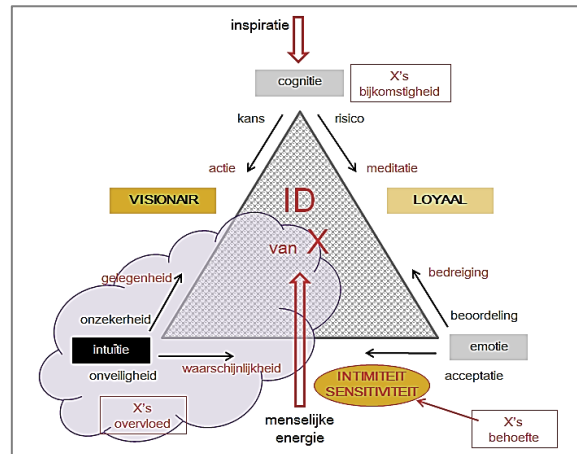 inspiratie
cognitie
X's
bijkomstigheid
kans
risico
actie
meditatie
VISIONAIR
ID
LOYAAL
van X
gelegenheid
bedreiging
onzekerheid
beoordeling
intuïtie
emotie
onveiligheid
waarschijnlijkheid
acceptatie
INTIMITEIT
SENSITIVITEIT
X's
overvloed
menselijke
energie
X's
behoefte